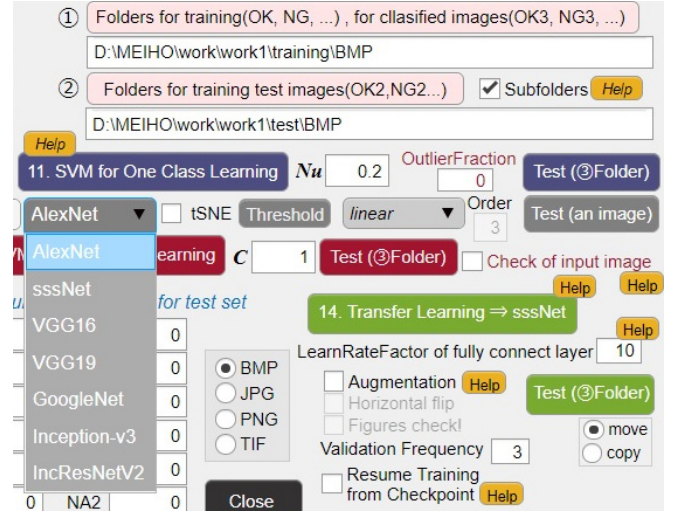 ① Folders for training(OK, NG, ...) , for cllasified images(OK3, NG3, ...)
D:\MEIHO\work\work1\training\BMP
② Folders for training test images(OK2,NG2...) Subfolders Help
D:\MEIHO\work\work1\test\BMP
Help
11. SVM for One Class Learning Nu 0.2 OutlierFraction 0 Test (③Folder)
AlexNet tSNE Threshold linear Order 3 Test (an image)
AlexNet earning C 1 Test (③Folder) Check of input image
Help Help
sssNet for test set 14. Transfer Learning ⇒ sssNet
VGG16 0 Help
LearnRateFactor of fully connect layer 10
VGG19 0 BMP Augmentation Help Test (③Folder)
GoogleNet 0 JPG Horizontal flip
PNG Figures check! move
Inception-v3 0 TIF Validation Frequency 3 copy
IncResNetV2 0 Resume Training
0 NA2 0 Close from Checkpoint Help